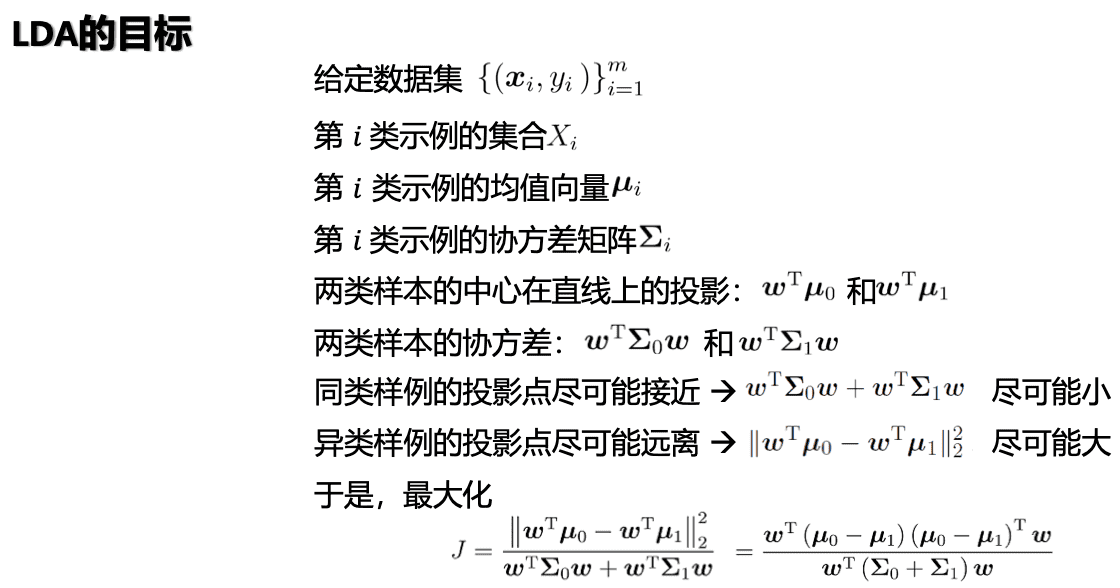 LDA的目标
给定数据集 $\{(\boldsymbol{x}_i, y_i)\}_{i=1}^{m}$
第 $i$ 类示例的集合$X_i$
第 $i$ 类示例的均值向量$\boldsymbol{\mu}_i$
第 $i$ 类示例的协方差矩阵$\boldsymbol{\Sigma}_i$
两类样本的中心在直线上的投影：$\boldsymbol{w}^{\mathrm{T}}\boldsymbol{\mu}_0$ 和$\boldsymbol{w}^{\mathrm{T}}\boldsymbol{\mu}_1$
两类样本的协方差：$\boldsymbol{w}^{\mathrm{T}}\boldsymbol{\Sigma}_0\boldsymbol{w}$ 和$\boldsymbol{w}^{\mathrm{T}}\boldsymbol{\Sigma}_1\boldsymbol{w}$
同类样例的投影点尽可能接近 → $\boldsymbol{w}^{\mathrm{T}}\boldsymbol{\Sigma}_0\boldsymbol{w} + \boldsymbol{w}^{\mathrm{T}}\boldsymbol{\Sigma}_1\boldsymbol{w}$ 尽可能小
异类样例的投影点尽可能远离 → $\|\boldsymbol{w}^{\mathrm{T}}\boldsymbol{\mu}_0 - \boldsymbol{w}^{\mathrm{T}}\boldsymbol{\mu}_1\|_2^2$ 尽可能大
于是，最大化
$J = \frac{\|\boldsymbol{w}^{\mathrm{T}}\boldsymbol{\mu}_0 - \boldsymbol{w}^{\mathrm{T}}\boldsymbol{\mu}_1\|_2^2}{\boldsymbol{w}^{\mathrm{T}}\boldsymbol{\Sigma}_0\boldsymbol{w} + \boldsymbol{w}^{\mathrm{T}}\boldsymbol{\Sigma}_1\boldsymbol{w}} = \frac{\boldsymbol{w}^{\mathrm{T}}(\boldsymbol{\mu}_0 - \boldsymbol{\mu}_1)(\boldsymbol{\mu}_0 - \boldsymbol{\mu}_1)^{\mathrm{T}}\boldsymbol{w}}{\boldsymbol{w}^{\mathrm{T}}(\boldsymbol{\Sigma}_0 + \boldsymbol{\Sigma}_1)\boldsymbol{w}}$